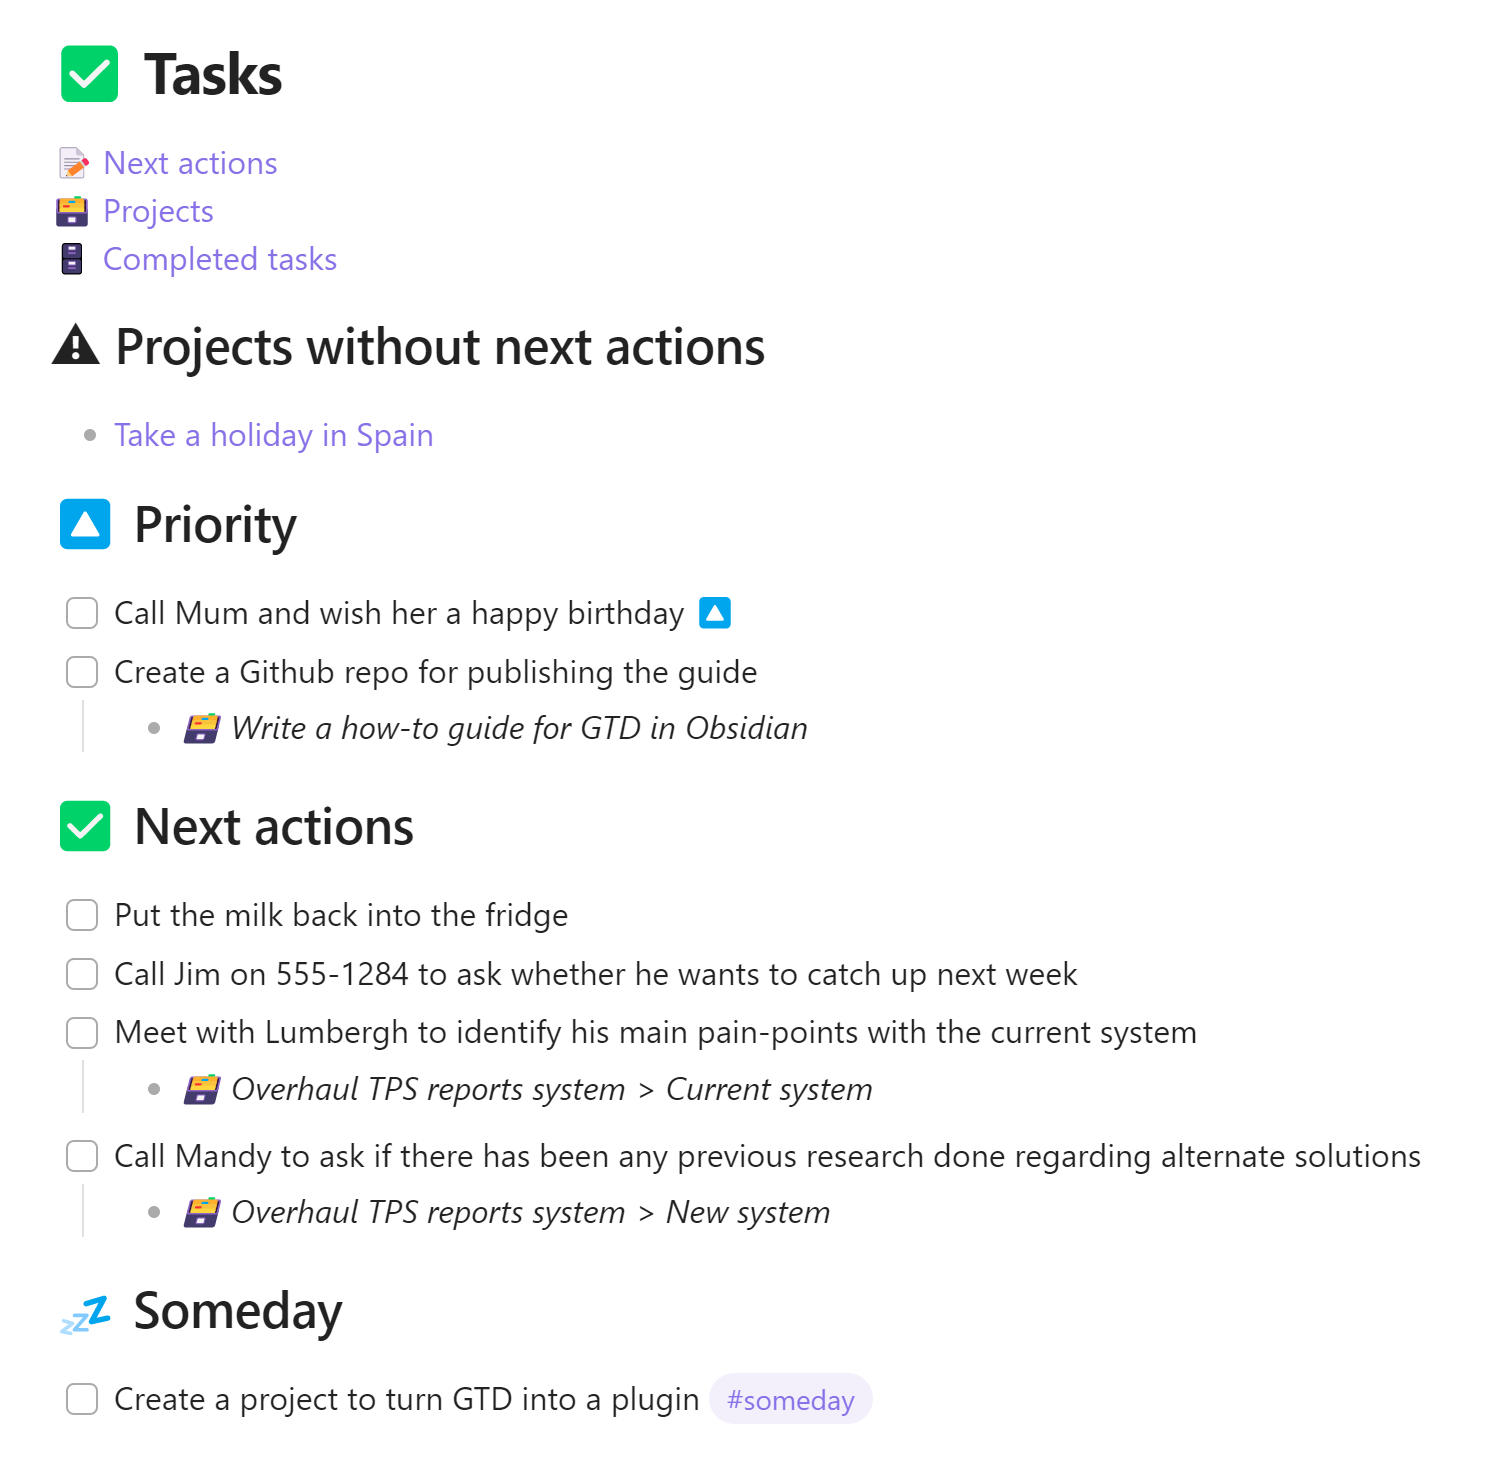 Tasks
Next actions
Projects
Completed tasks
Projects without next actions
Take a holiday in Spain
Priority
Call Mum and wish her a happy birthday
Create a Github repo for publishing the guide
Write a how-to guide for GTD in Obsidian
Next actions
Put the milk back into the fridge
Call Jim on 555-1284 to ask whether he wants to catch up next week
Meet with Lumbergh to identify his main pain-points with the current system
Overhaul TPS reports system > Current system
Call Mandy to ask if there has been any previous research done regarding alternate solutions
Overhaul TPS reports system > New system
Someday
Create a project to turn GTD into a plugin #someday